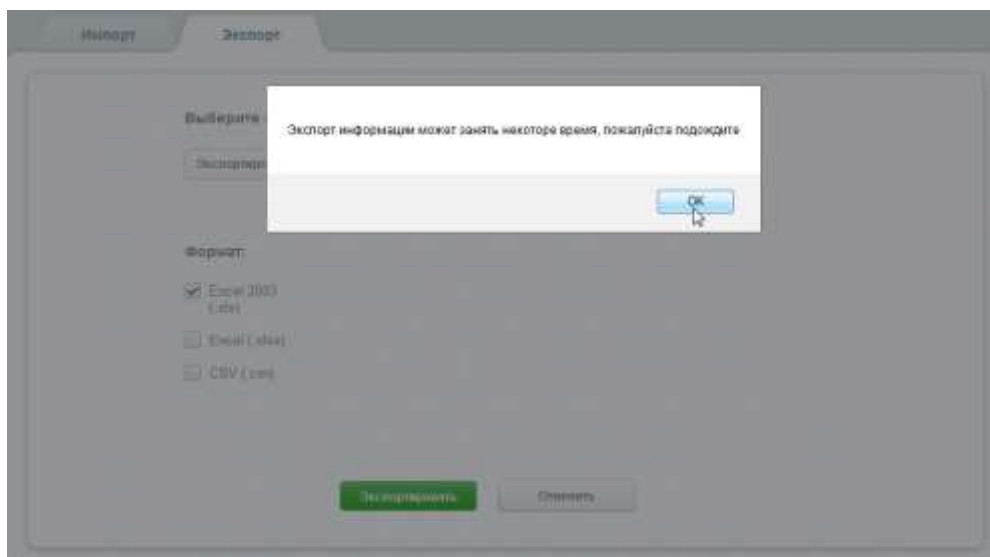 Импорт
Экспорт
Выберите
Экспорт информации может занять некоторе время, пожалуйста подождите
OK
Формат:
Excel 2003
(.xls)
Excel (.xlsx)
CSV (.csv)
Экспортировать
Отменить